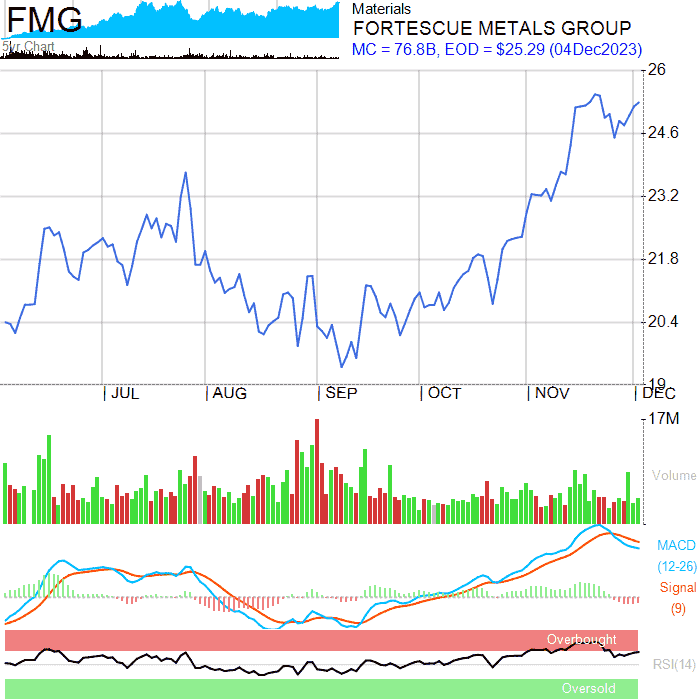 FMG
5yr Chart
Materials
FORTESCUE METALS GROUP
MC = 76.8B, EOD = $25.29 (04Dec2023)
26
24.6
23.2
21.8
20.4
19
| JUL | AUG | SEP | OCT | NOV | DEC
17M
Volume
MACD
(12-26)
Signal
(9)
Overbought
RSI(14)
Oversold